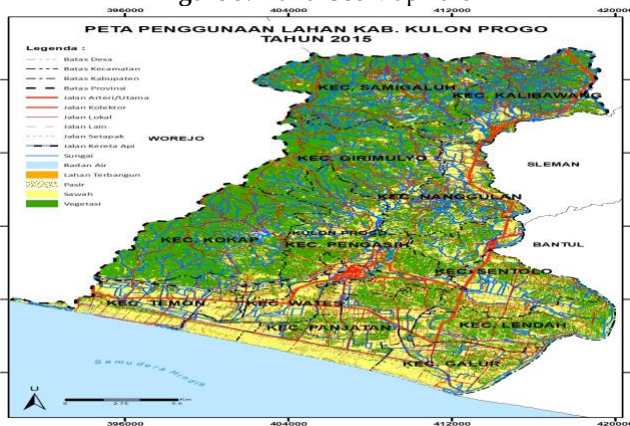 396000 404000 412000 420000
PETA PENGGUNAAN LAHAN KAB. KULON PROGO
TAHUN 2015
Legenda :
Batas Desa
Batas Kecamatan
Batas Kabupaten
Batas Provinsi
Jalan Arteri/Utama
Jalan Kolektor
Jalan Lokal
Jalan Lain
Jalan Setapak
Jalan Kereta Api
Sungai
Badan Air
Lahan Terbangun
Pasir
Sawah
Vegetasi
KEC. SAMIGALUH
KEC. KALIBAWANG
WOREJO
KEC. GIRIMULYO
SLEMAN
KEC. NANGGULAN
KULON PROGO
KEC. KOKAP
KEC. PENGASIH
BANTUL
KEC. SENTOLO
KEC. TEMON
KEC. WATES
KEC. PANJATAN
KEC. LENDAH
KEC. GALUR
Samudera Hindia
U
0 2.75 5.5 Km
396000 404000 412000 420000